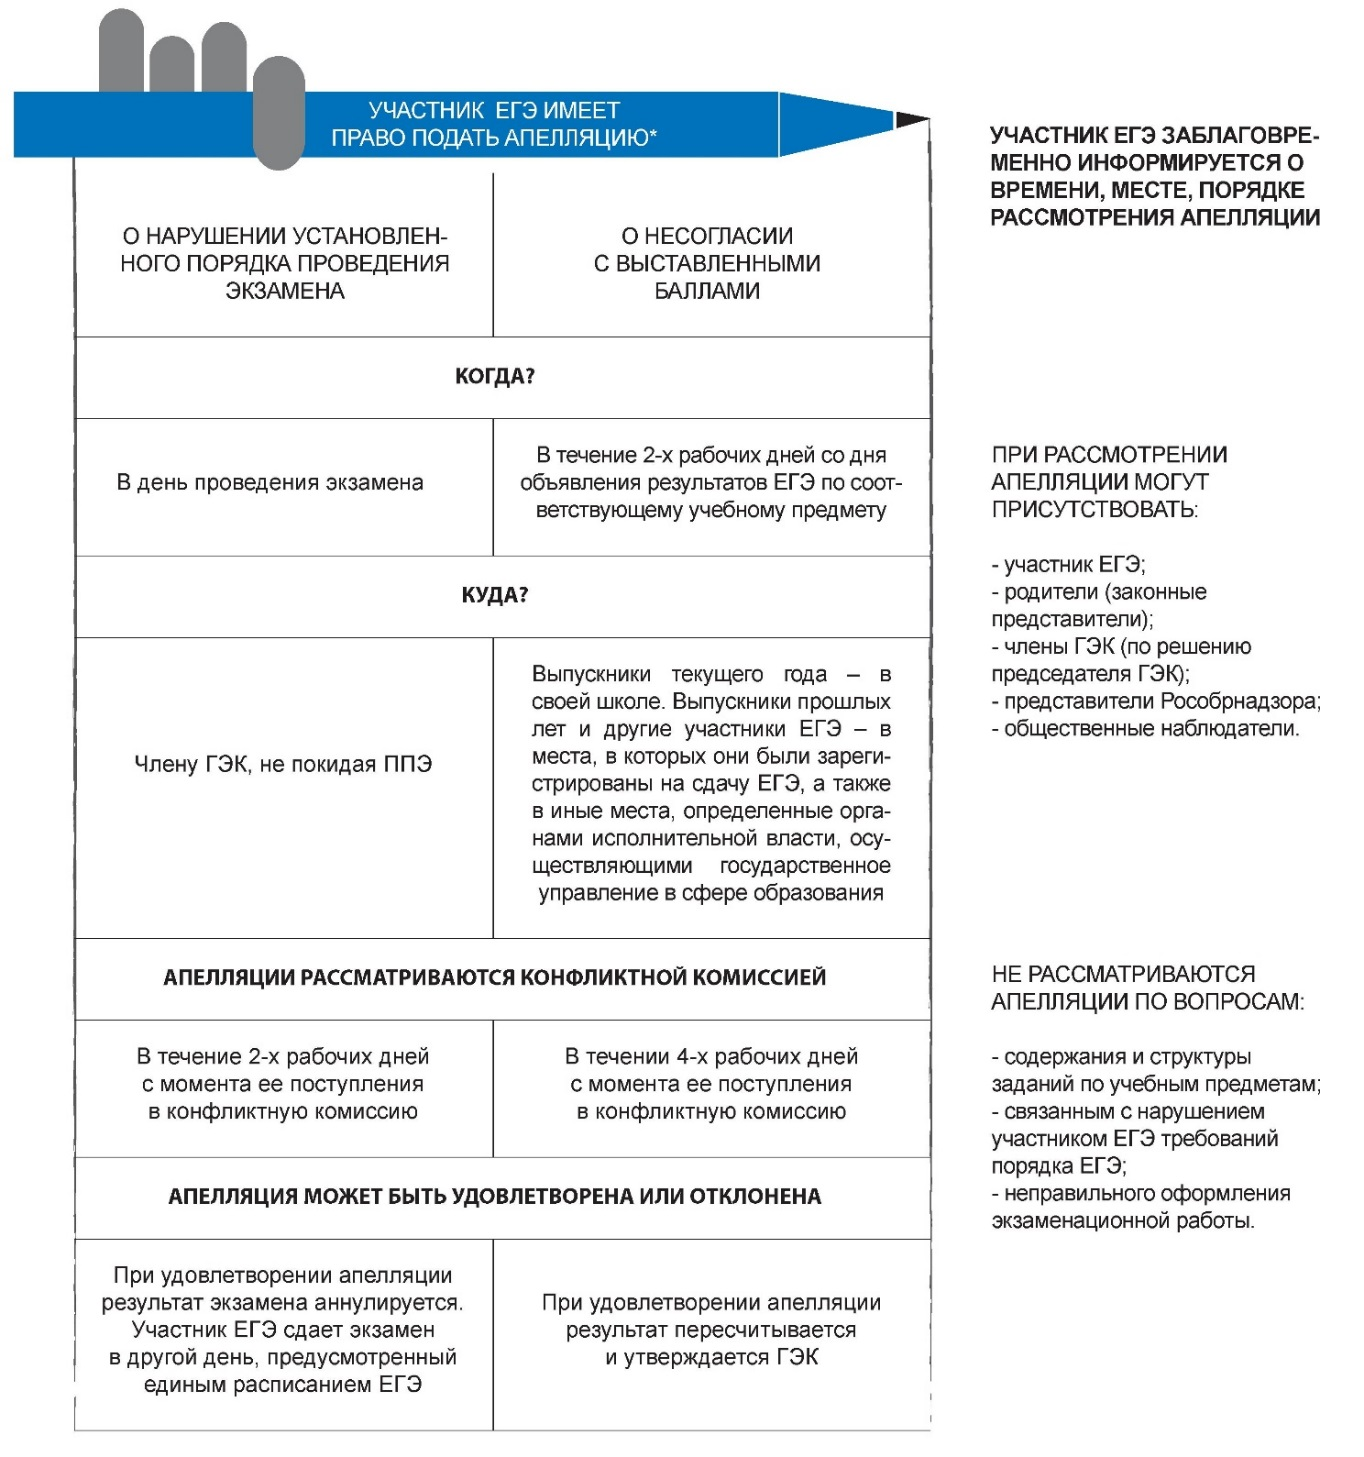 УЧАСТНИК ЕГЭ ИМЕЕТ
ПРАВО ПОДАТЬ АПЕЛЛЯЦИЮ*
О НАРУШЕНИИ УСТАНОВЛЕН-
НОГО ПОРЯДКА ПРОВЕДЕНИЯ
ЭКЗАМЕНА
О НЕСОГЛАСИИ
С ВЫСТАВЛЕННЫМИ
БАЛЛАМИ
КОГДА?
В день проведения экзамена
В течение 2-х рабочих дней со дня
объявления результатов ЕГЭ по соот-
ветствующему учебному предмету
КУДА?
Члену ГЭК, не покидая ППЭ
Выпускники текущего года – в
своей школе. Выпускники прошлых
лет и другие участники ЕГЭ – в
места, в которых они были зареги-
стрированы на сдачу ЕГЭ, а также
в иные места, определенные орга-
нами исполнительной власти, осу-
ществляющими государственное
управление в сфере образования
АПЕЛЛЯЦИИ РАССМАТРИВАЮТСЯ КОНФЛИКТНОЙ КОМИССИЕЙ
В течение 2-х рабочих дней
с момента ее поступления
в конфликтную комиссию
В течении 4-х рабочих дней
с момента ее поступления
в конфликтную комиссию
АПЕЛЛЯЦИЯ МОЖЕТ БЫТЬ УДОВЛЕТВОРЕНА ИЛИ ОТКЛОНЕНА
При удовлетворении апелляции
результат экзамена аннулируется.
Участник ЕГЭ сдает экзамен
в другой день, предусмотренный
единым расписанием ЕГЭ
При удовлетворении апелляции
результат пересчитывается
и утверждается ГЭК
УЧАСТНИК ЕГЭ ЗАБЛАГОВРЕ-
МЕННО ИНФОРМИРУЕТСЯ О
ВРЕМЕНИ, МЕСТЕ, ПОРЯДКЕ
РАССМОТРЕНИЯ АПЕЛЛЯЦИИ
ПРИ РАССМОТРЕНИИ
АПЕЛЛЯЦИИ МОГУТ
ПРИСУТСТВОВАТЬ:
- участник ЕГЭ;
- родители (законные
представители);
- члены ГЭК (по решению
председателя ГЭК);
- представители Рособрнадзора;
- общественные наблюдатели.
НЕ РАССМАТРИВАЮТСЯ
АПЕЛЛЯЦИИ ПО ВОПРОСАМ:
- содержания и структуры
заданий по учебным предметам;
- связанным с нарушением
участником ЕГЭ требований
порядка ЕГЭ;
- неправильного оформления
экзаменационной работы.